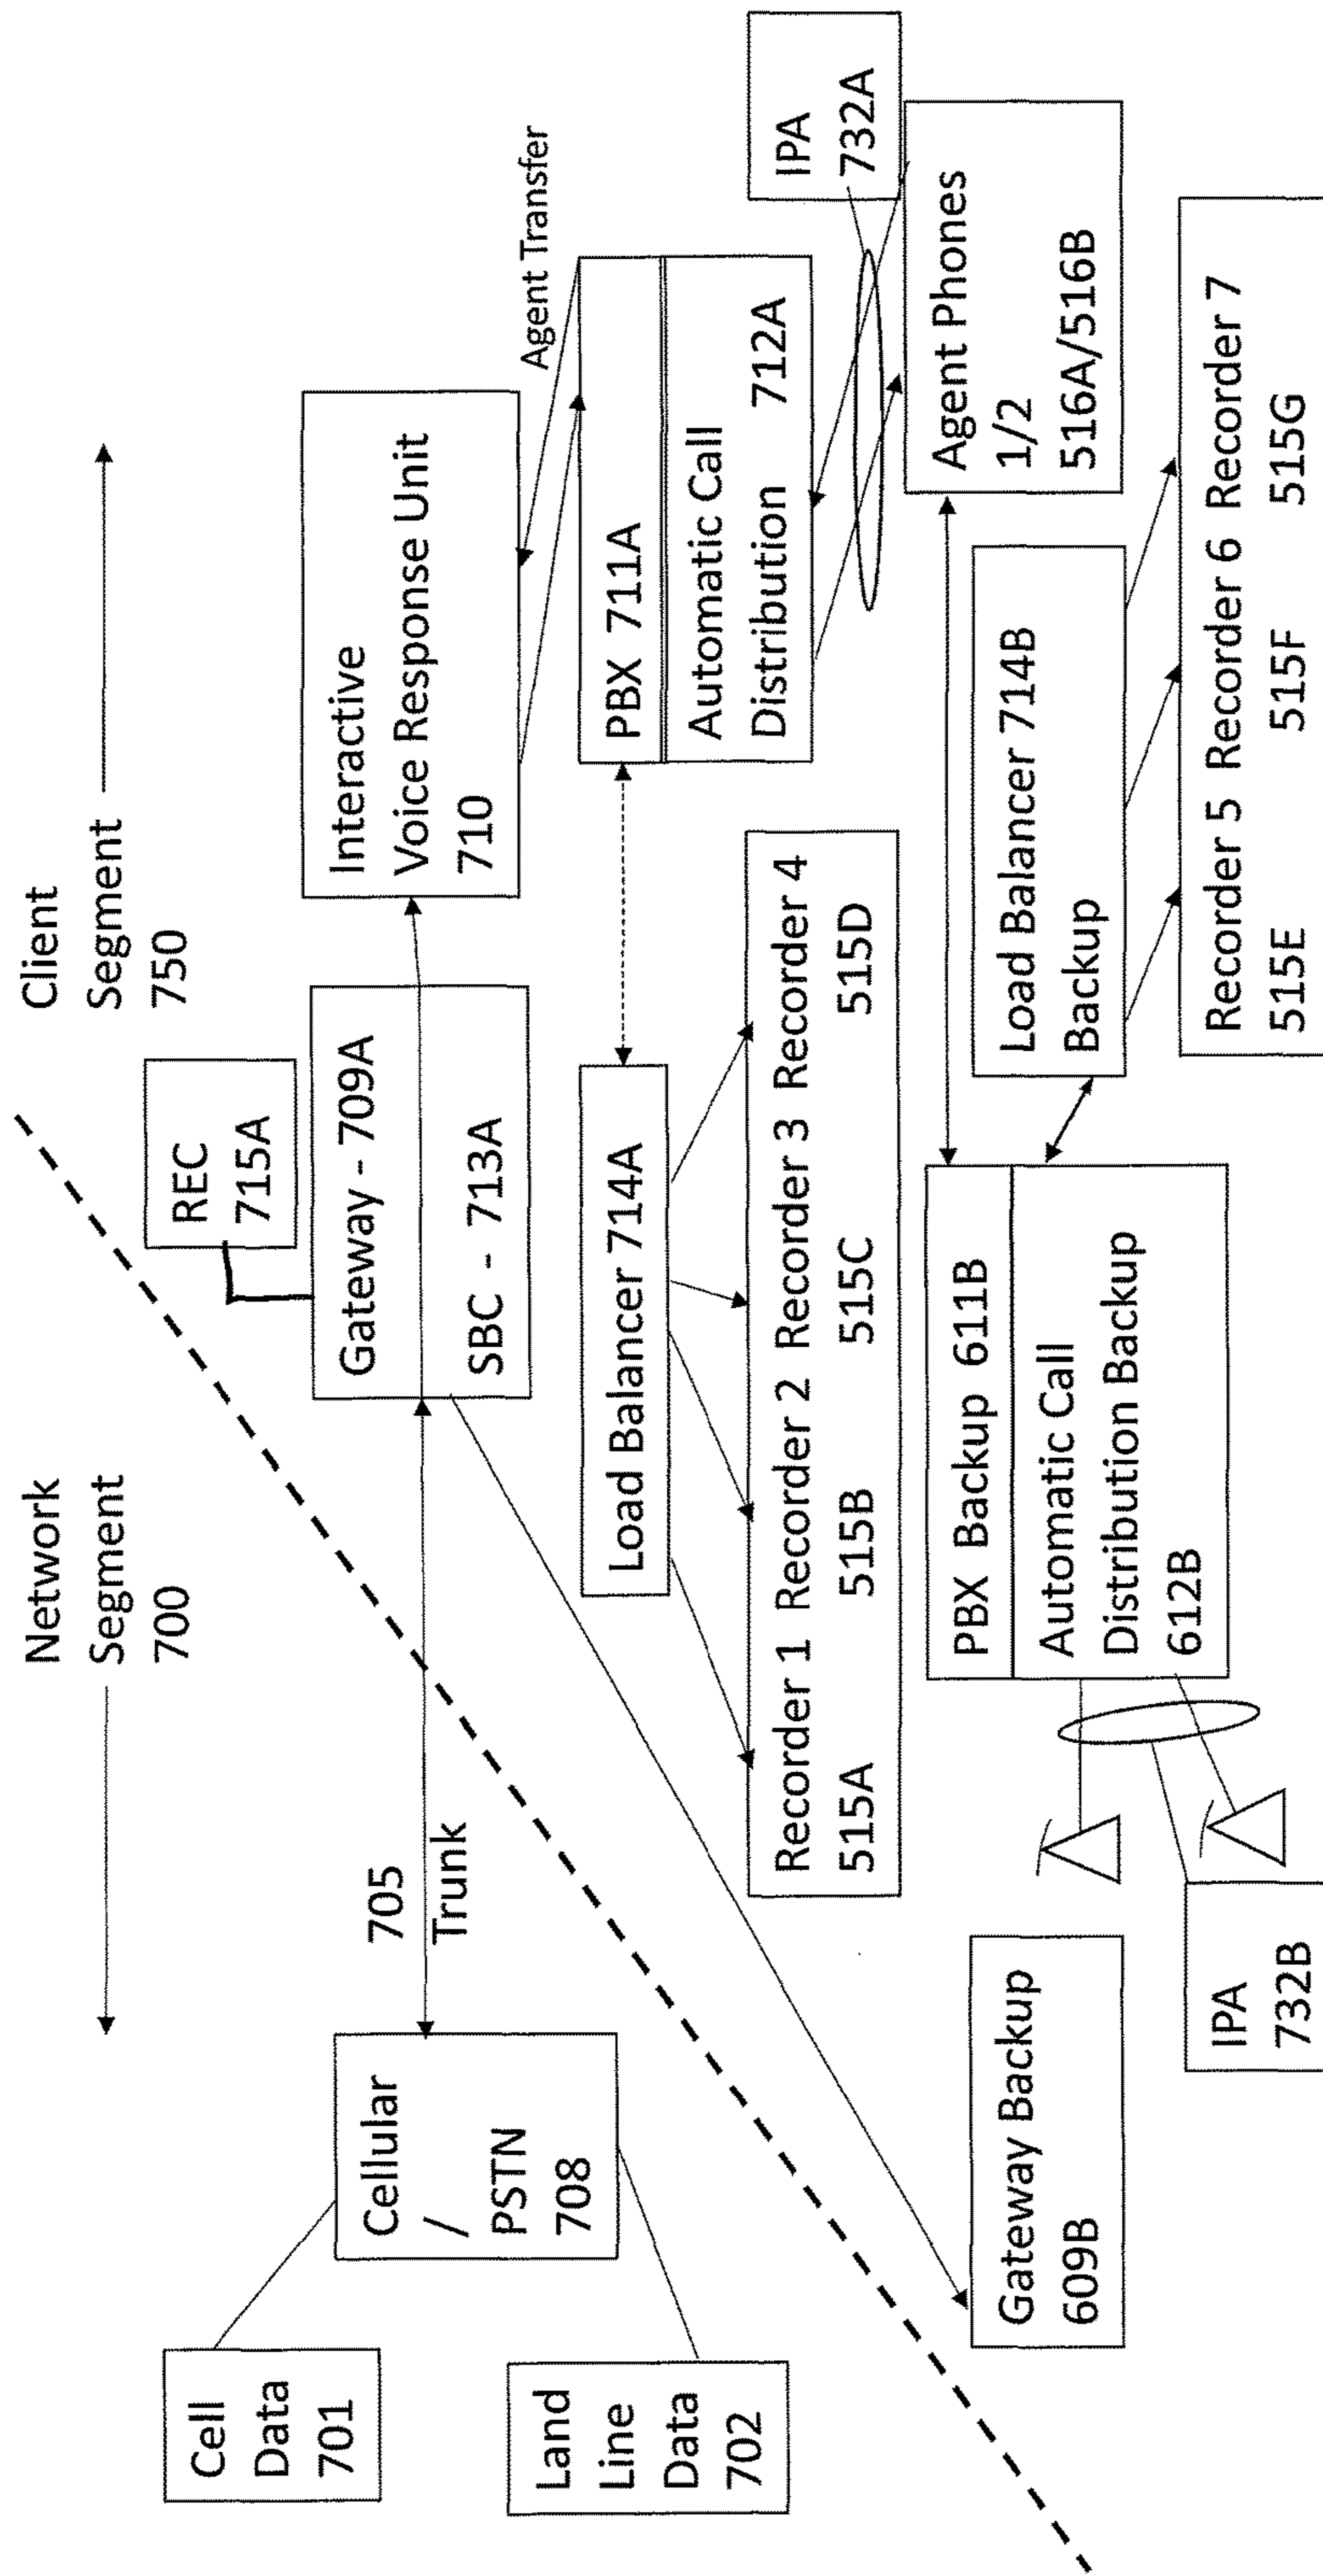 Network
Segment
700
Client
Segment
750
Cell
Data
701
Land
Line
Data
702
Cellular
/
PSTN
708
705
Trunk
REC
715A
Gateway - 709A
SBC - 713A
Interactive
Voice Response Unit
710
Agent Transfer
Load Balancer 714A
PBX 711A
Automatic Call
Distribution 712A
Recorder 1 Recorder 2 Recorder 3 Recorder 4
515A 515B 515C 515D
IPA
732A
Agent Phones
1/2
516A/516B
Gateway Backup
609B
PBX Backup 611B
Automatic Call
Distribution Backup
612B
Load Balancer 714B
Backup
IPA
732B
Recorder 5 Recorder 6 Recorder 7
515E 515F 515G